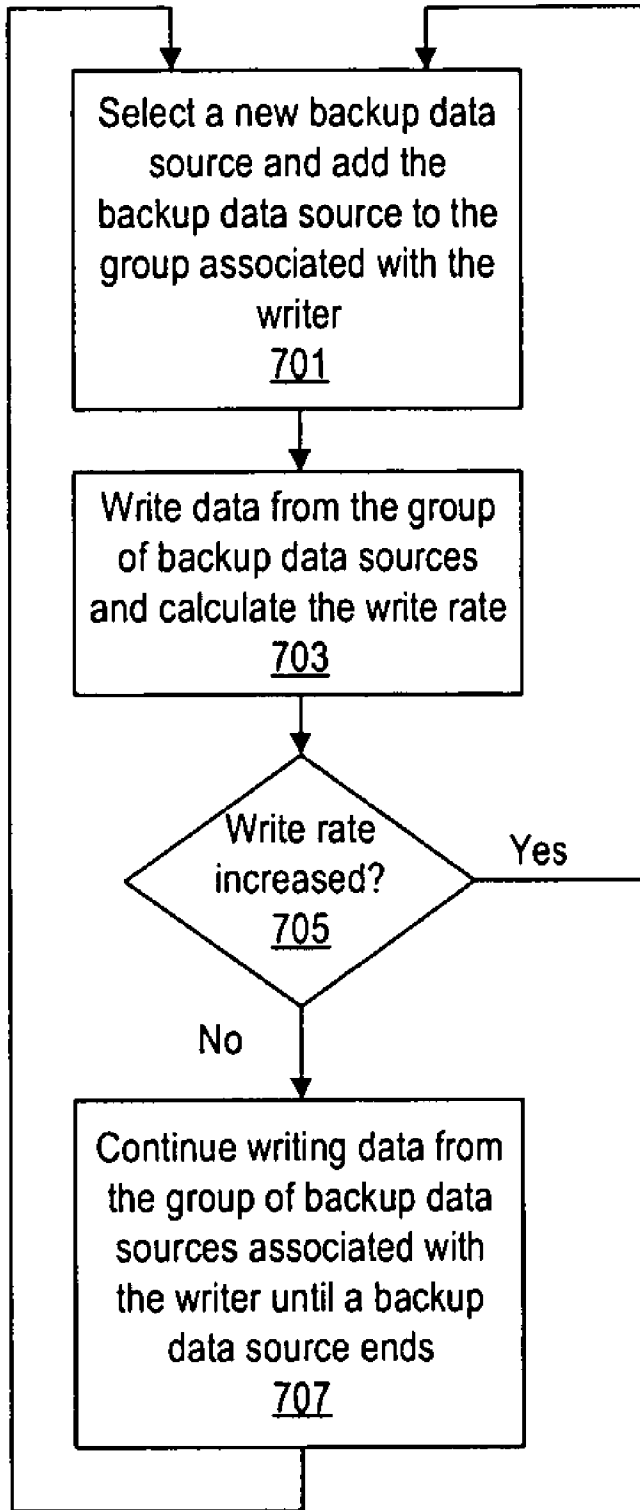 Select a new backup data
source and add the
backup data source to the
group associated with the
writer
701
Write data from the group
of backup data sources
and calculate the write rate
703
Write rate
increased?
705
Yes
No
Continue writing data from
the group of backup data
sources associated with
the writer until a backup
data source ends
707